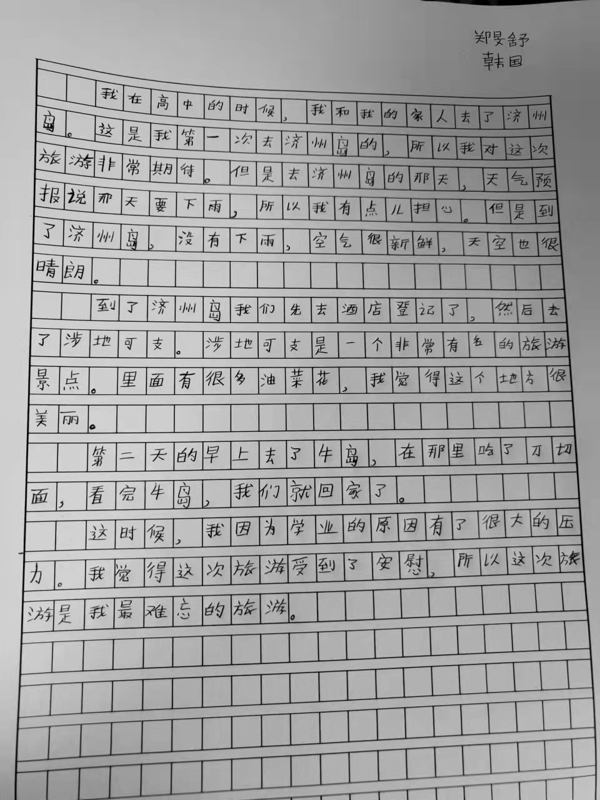 郑旻舒
韩国
我在高中的时候，我和我的家人去了济州
岛。这是我第一次去济州岛的，所以我对这次
旅游非常期待。但是去济州岛的那天，天气预
报说那天要下雨，所以我有点儿担心。但是到
了济州岛，没有下雨，空气很新鲜，天空也很
晴朗。
到了济州岛我们先去酒店登记了，然后去
了涉地可支。涉地可支是一个非常有名的旅游
景点。里面有很多油菜花，我觉得这个地方很
美丽。
第二天的早上去了牛岛，在那里吃了刀切
面，看完牛岛，我们就回家了。
这时候，我因为学业的原因有了很大的压
力。我觉得这次旅游受到了安慰，所以这次旅
游是我最难忘的旅游。